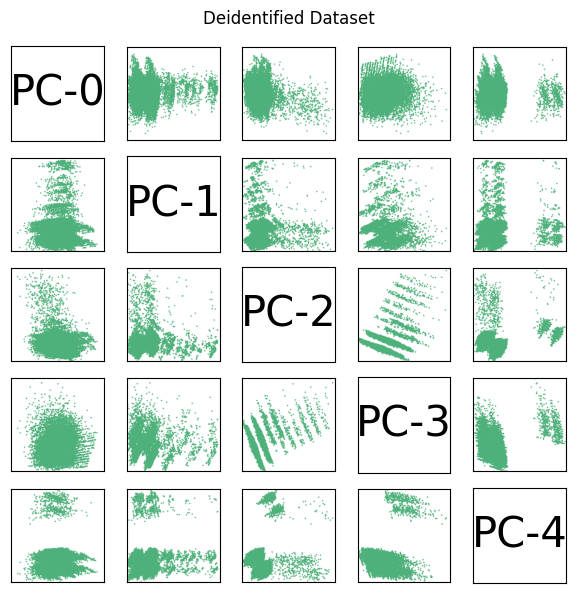 Deidentified Dataset
PC-0
PC-1
PC-2
PC-3
PC-4